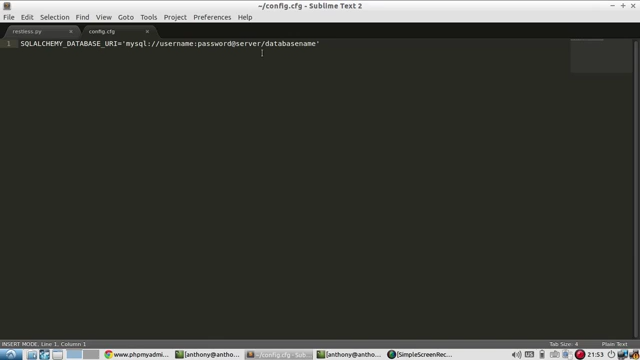 ~/config.cfg - Sublime Text 2
File Edit Selection Find View Goto Tools Project Preferences Help
restless.py × config.cfg ×
1 SQLALCHEMY_DATABASE_URI='mysql://username:password@server/databasename'
INSERT MODE, Line 1, Column 1 Tab Size: 4 Plain Text
www.phpmyadmi... [anthony@antho... ~/config.cfg - Sub... [anthony@antho... [SimpleScreenRec... 21:53